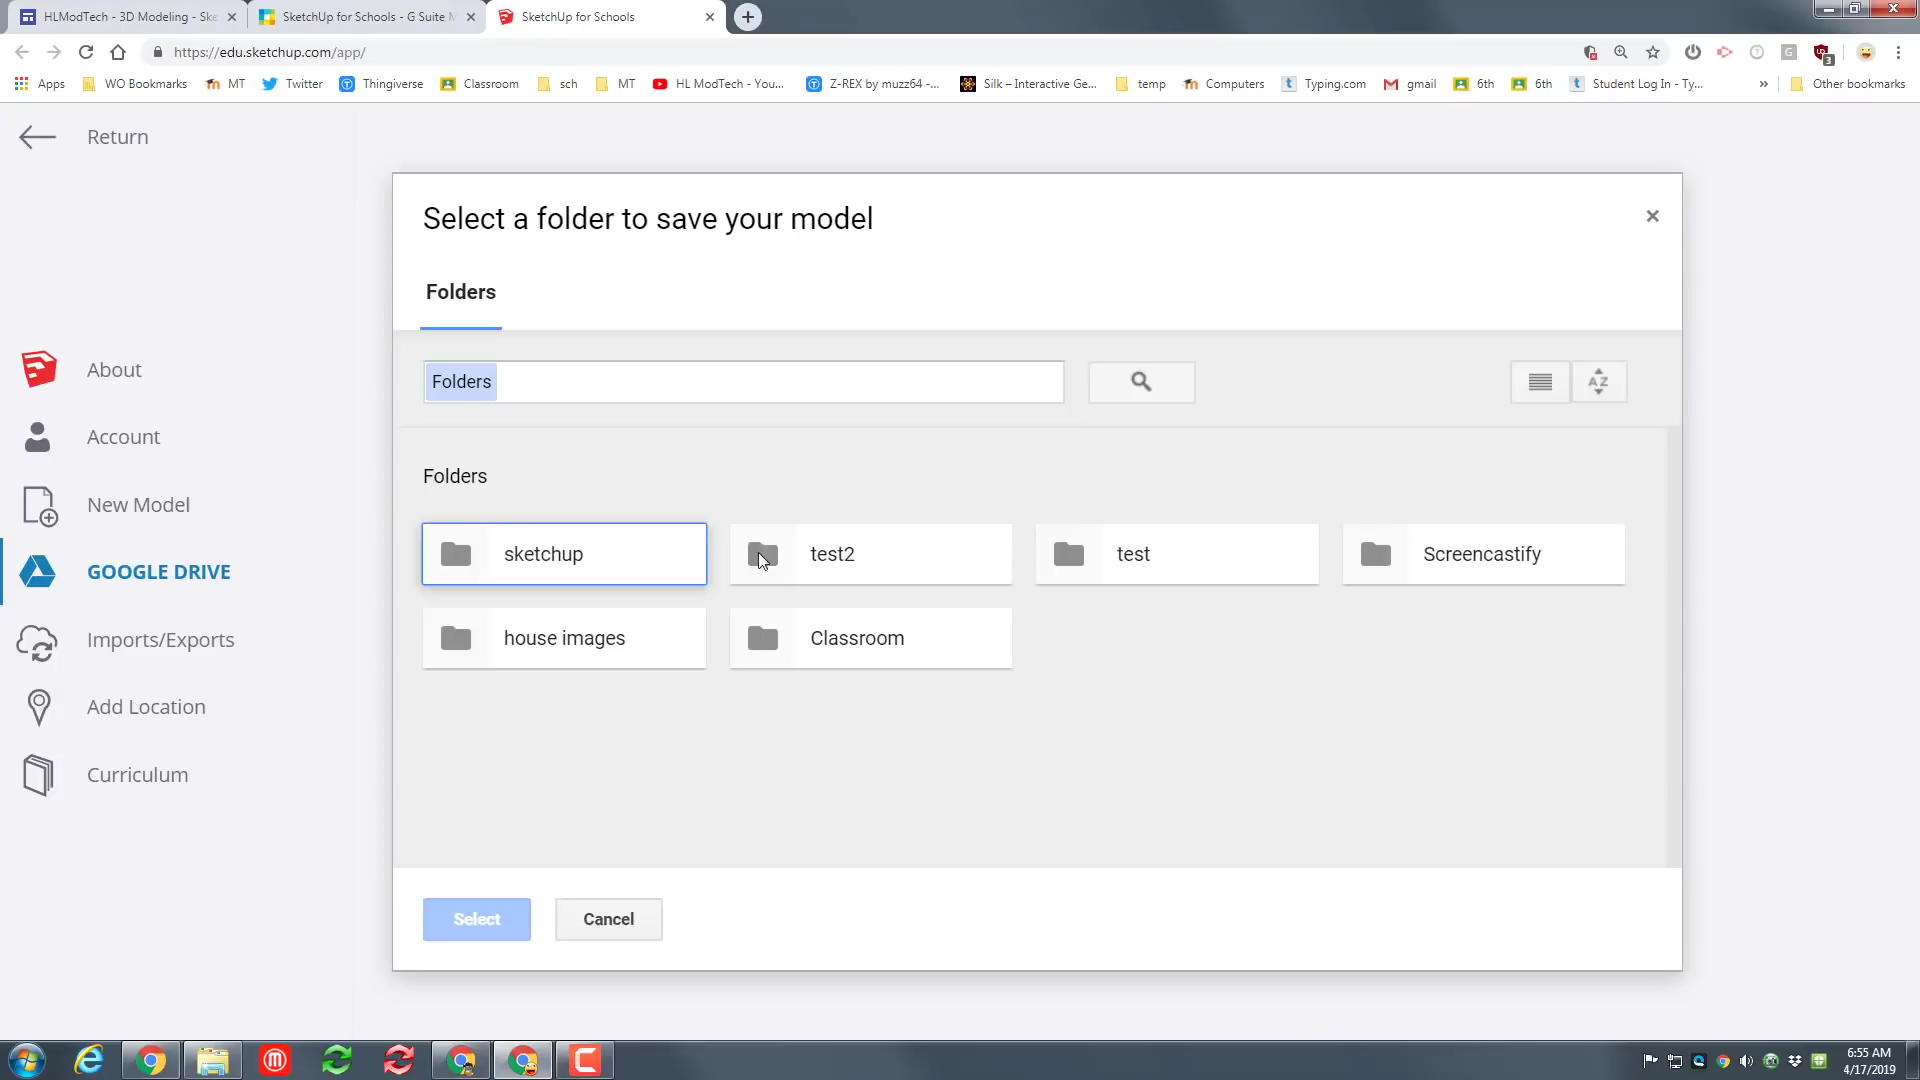 HLModTech - 3D Modeling - Ske
SketchUp for Schools - G Suite M
SketchUp for Schools
https://edu.sketchup.com/app/
Apps
WO Bookmarks
MT
Twitter
Thingiverse
Classroom
sch
MT
HL ModTech - You...
Z-REX by muzz64 -...
Silk – Interactive Ge...
temp
Computers
Typing.com
gmail
6th
6th
Student Log In - Ty...
»
Other bookmarks
Return
Select a folder to save your model
Folders
Folders
AZ
Folders
sketchup
test2
test
Screencastify
house images
Classroom
Select
Cancel
About
Account
New Model
GOOGLE DRIVE
Imports/Exports
Add Location
Curriculum
6:55 AM
4/17/2019